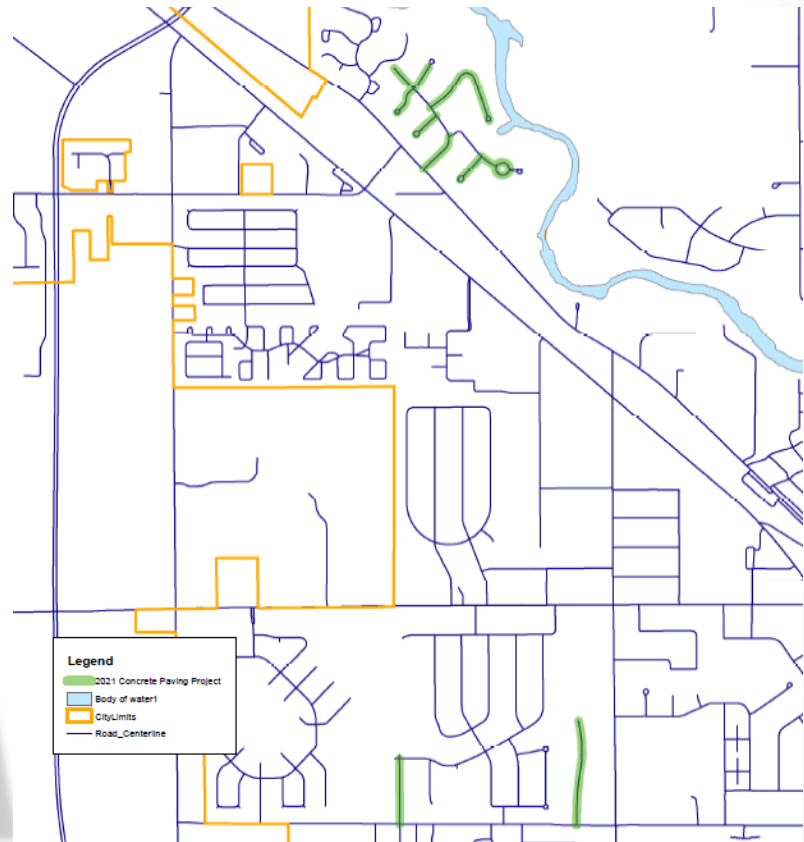 Legend
2021 Concrete Paving Project
Body of water1
CityLimits
Road_Centerline